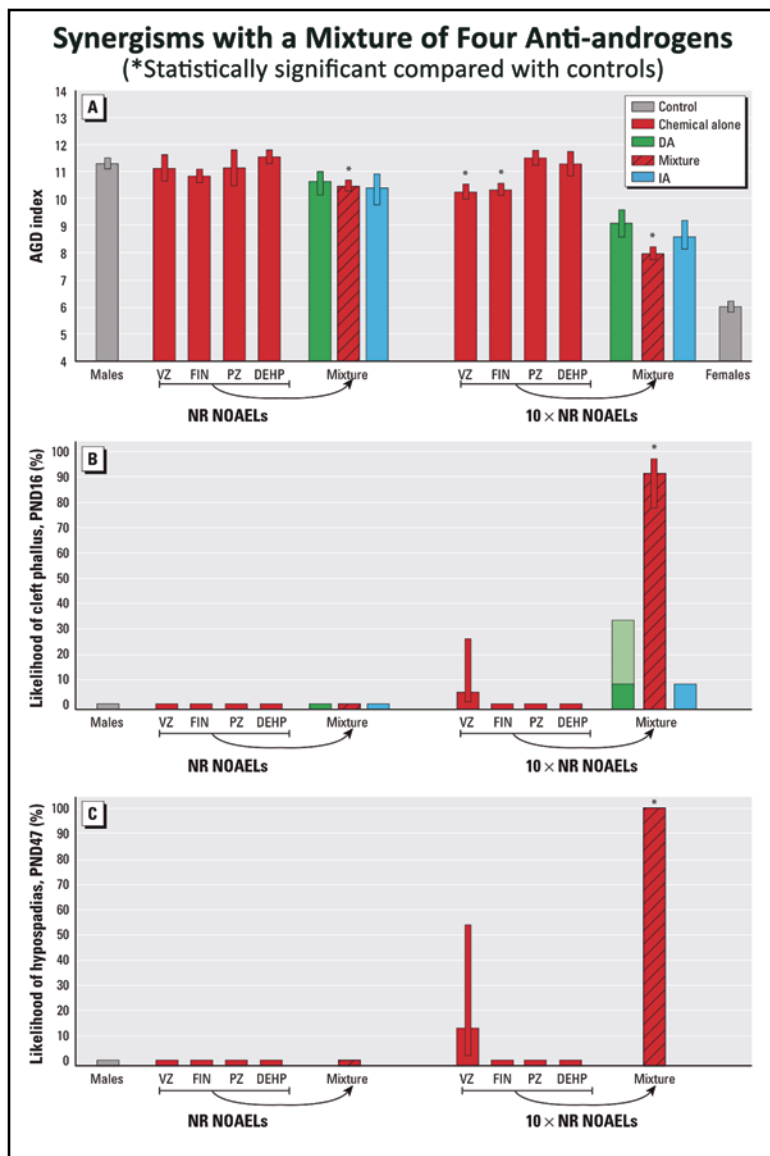 Synergisms with a Mixture of Four Anti-androgens
(*Statistically significant compared with controls)
A
AGD index
14
13
12
11
10
9
8
7
6
5
4
Control
Chemical alone
DA
Mixture
IA
*
* *
*
Males VZ FIN PZ DEHP Mixture VZ FIN PZ DEHP Mixture Females
NR NOAELs 10 × NR NOAELs
B
Likelihood of cleft phallus, PND16 (%)
100
90
80
70
60
50
40
30
20
10
0
*
Males VZ FIN PZ DEHP Mixture VZ FIN PZ DEHP Mixture
NR NOAELs 10 × NR NOAELs
C
Likelihood of hypospadias, PND47 (%)
100
90
80
70
60
50
40
30
20
10
0
*
Males VZ FIN PZ DEHP Mixture VZ FIN PZ DEHP Mixture
NR NOAELs 10 × NR NOAELs